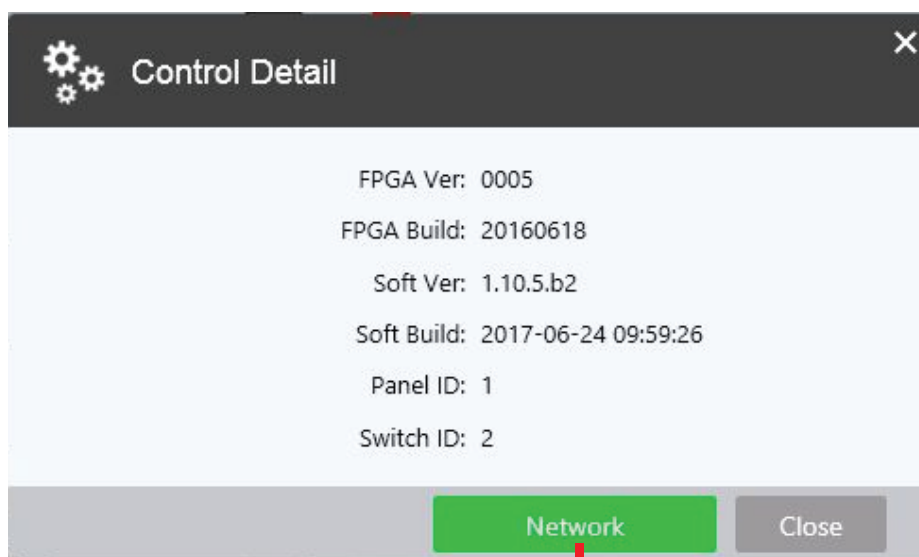 Control Detail
FPGA Ver: 0005
FPGA Build: 20160618
Soft Ver: 1.10.5.b2
Soft Build: 2017-06-24 09:59:26
Panel ID: 1
Switch ID: 2
Network Close